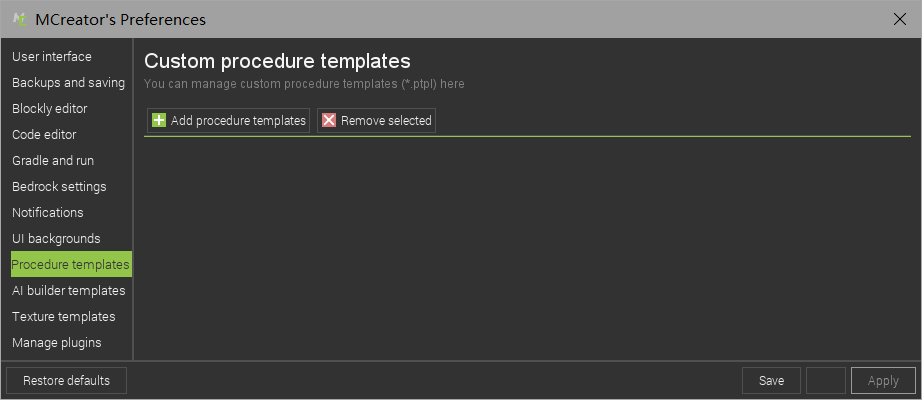 MCreator's Preferences
User interface
Backups and saving
Blockly editor
Code editor
Gradle and run
Bedrock settings
Notifications
UI backgrounds
Procedure templates
AI builder templates
Texture templates
Manage plugins
Custom procedure templates
You can manage custom procedure templates (*.ptpl) here
Add procedure templates
Remove selected
Restore defaults
Save
Apply